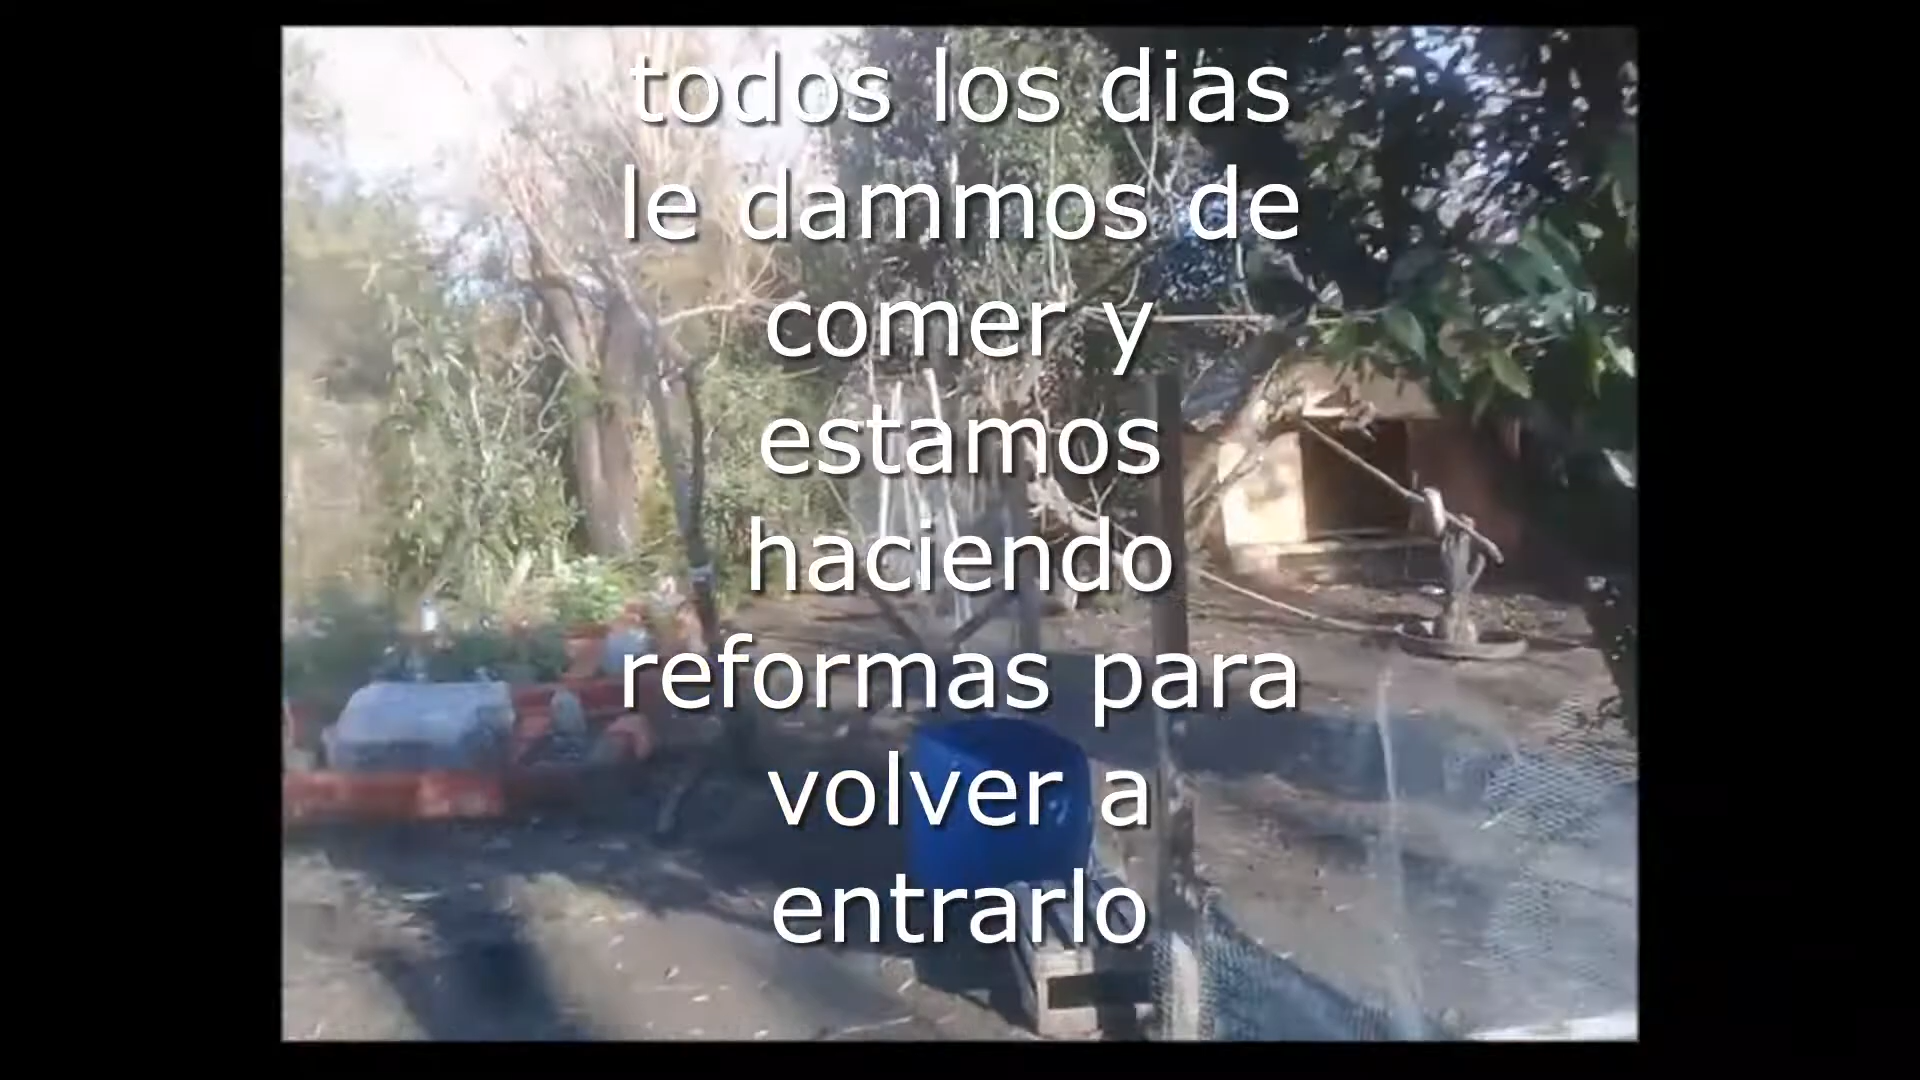 todos los dias
le dammos de
comer y
estamos
haciendo
reformas para
volver a
entrarlo